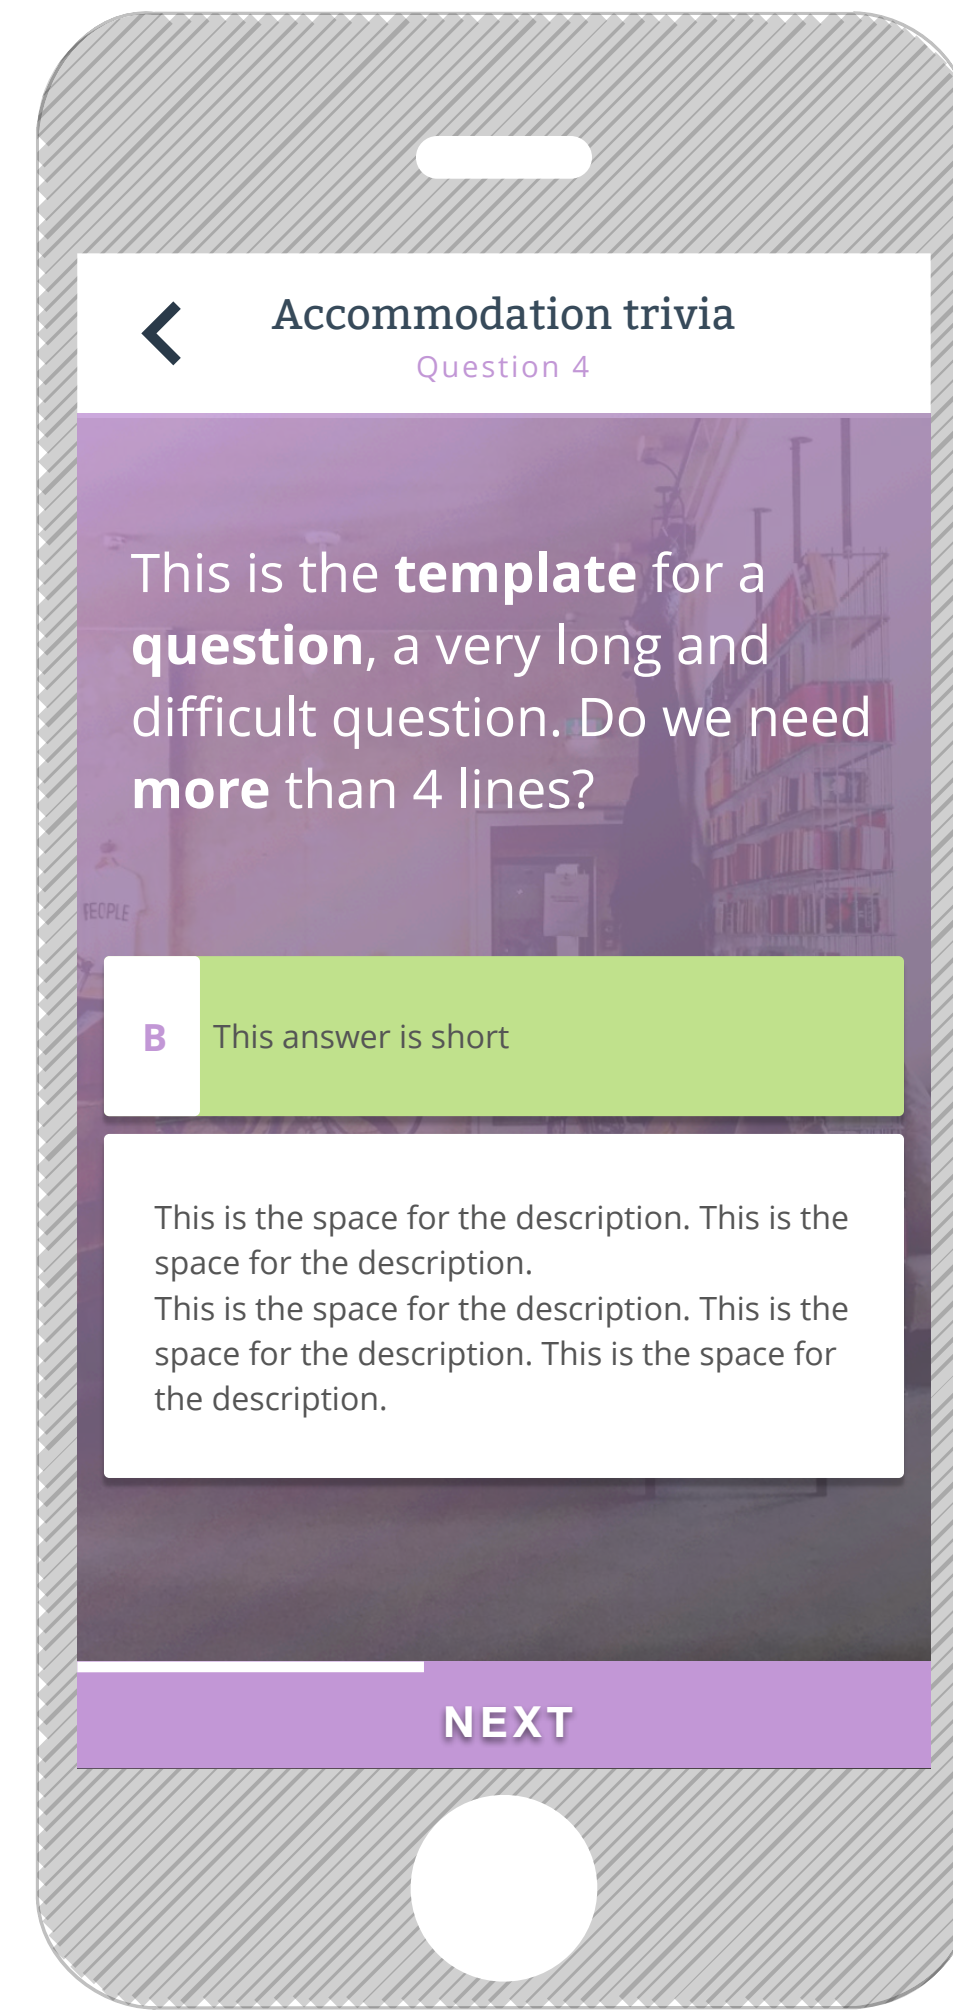 Accommodation trivia
Question 4
This is the template for a
question, a very long and
difficult question. Do we need
more than 4 lines?
PEOPLE
B
This answer is short
This is the space for the description. This is the
space for the description.
This is the space for the description. This is the
space for the description. This is the space for
the description.
NEXT